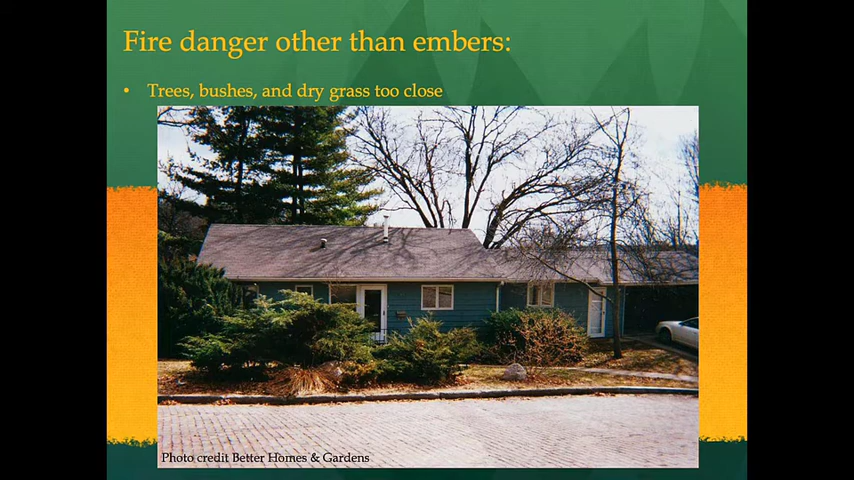 Fire danger other than embers:
• Trees, bushes, and dry grass too close
Photo credit Better Homes & Gardens